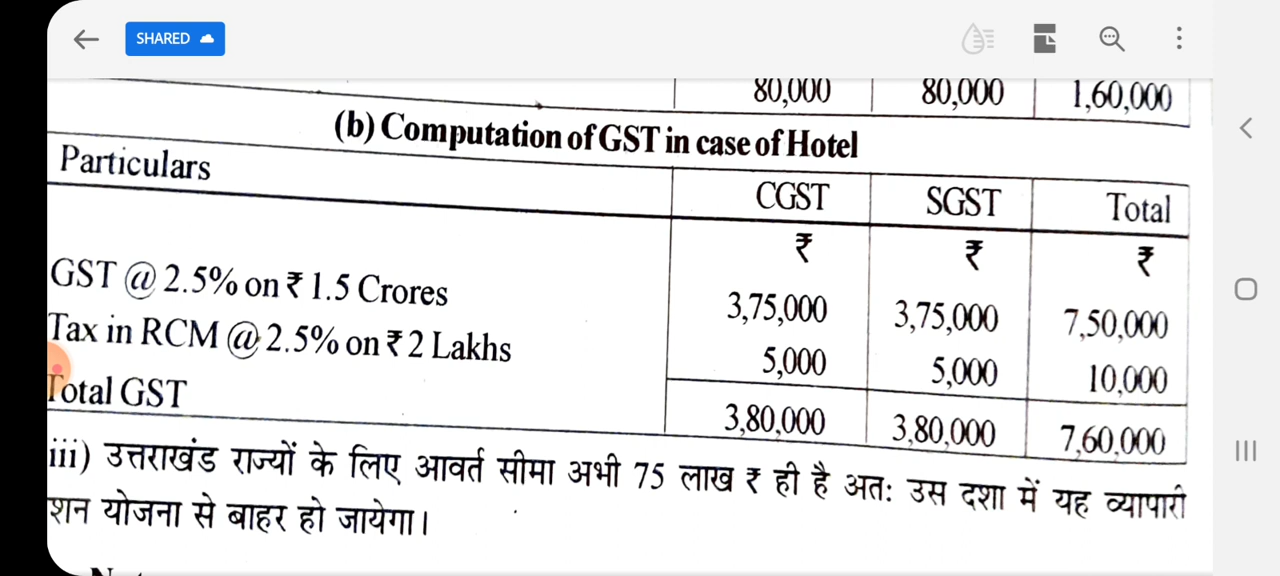 SHARED
80,000 80,000 1,60,000
(b) Computation of GST in case of Hotel
Particulars CGST SGST Total
₹ ₹ ₹
GST @ 2.5% on ₹ 1.5 Crores 3,75,000 3,75,000 7,50,000
Tax in RCM @ 2.5% on ₹ 2 Lakhs 5,000 5,000 10,000
Total GST 3,80,000 3,80,000 7,60,000
iii) उत्तराखंड राज्यों के लिए आवर्त सीमा अभी 75 लाख ₹ ही है अतः उस दशा में यह व्यापारी
शन योजना से बाहर हो जायेगा।